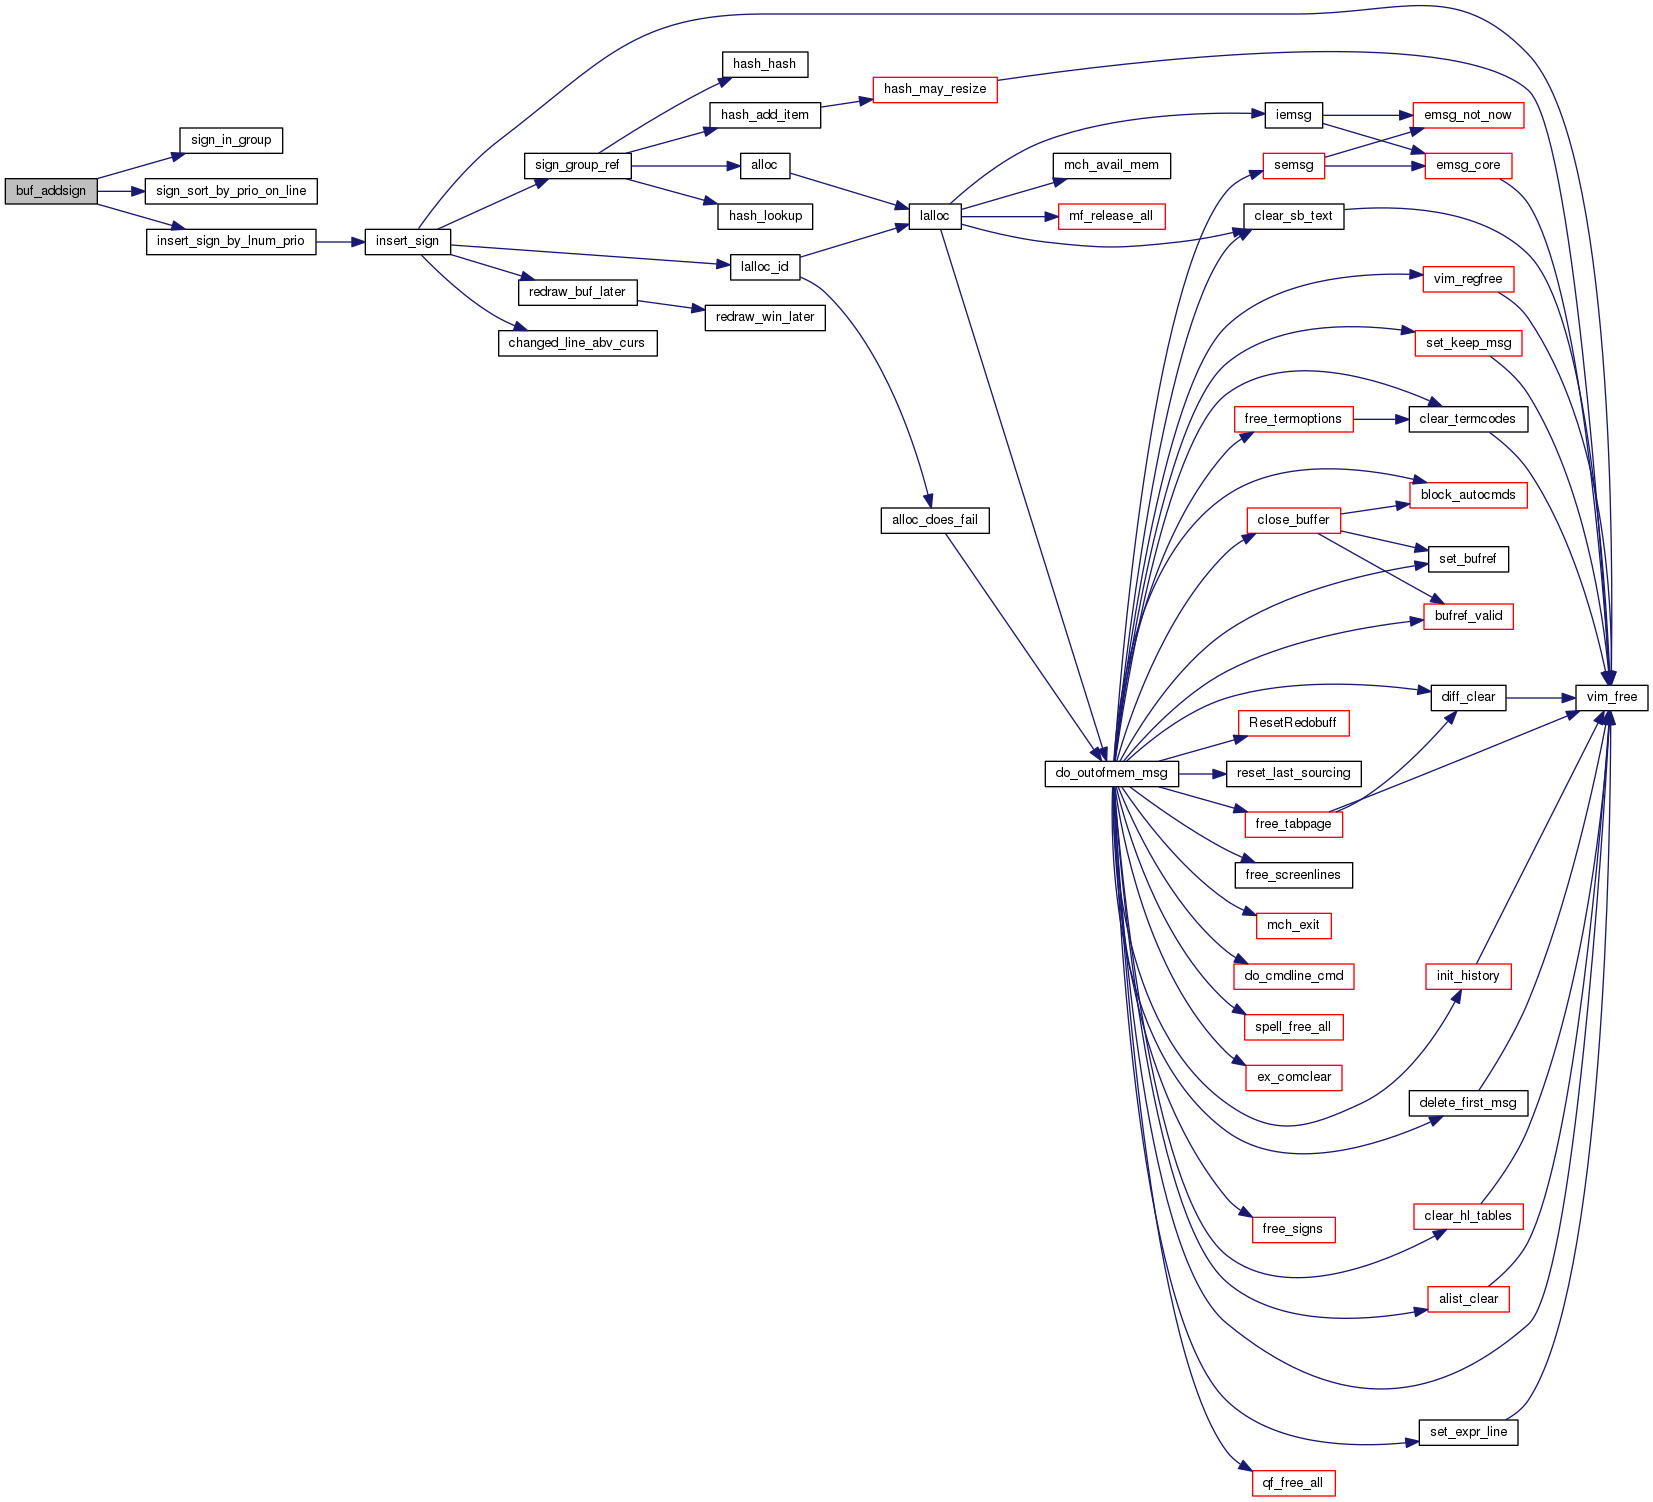 buf_addsign
sign_in_group
sign_sort_by_prio_on_line
insert_sign_by_lnum_prio
insert_sign
sign_group_ref
lalloc_id
redraw_buf_later
changed_line_abv_curs
hash_hash
hash_add_item
alloc
hash_lookup
redraw_win_later
hash_may_resize
lalloc
alloc_does_fail
iemsg
mch_avail_mem
mf_release_all
semsg
clear_sb_text
emsg_not_now
emsg_core
vim_regfree
set_keep_msg
free_termoptions
clear_termcodes
block_autocmds
close_buffer
set_bufref
bufref_valid
diff_clear
vim_free
ResetRedobuff
do_outofmem_msg
reset_last_sourcing
free_tabpage
free_screenlines
mch_exit
do_cmdline_cmd
init_history
spell_free_all
ex_comclear
delete_first_msg
clear_hl_tables
free_signs
alist_clear
set_expr_line
qf_free_all